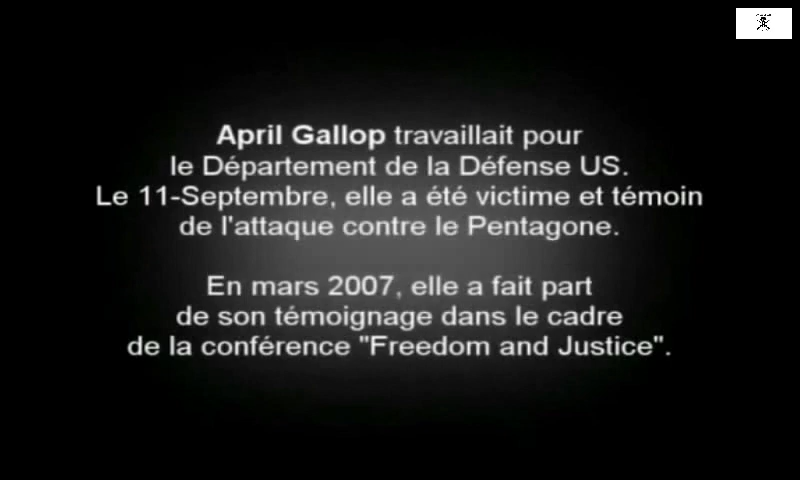 April Gallop travaillait pour
le Département de la Défense US.
Le 11-Septembre, elle a été victime et témoin
de l'attaque contre le Pentagone.
En mars 2007, elle a fait part
de son témoignage dans le cadre
de la conférence "Freedom and Justice".